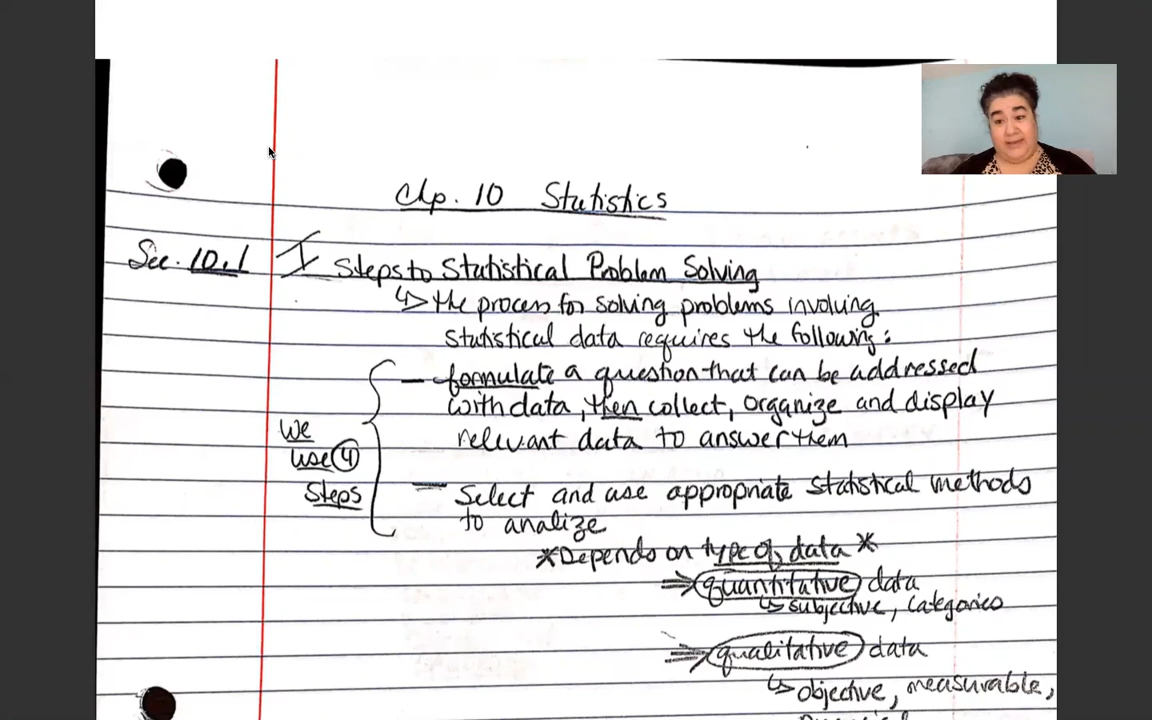 Chp. 10 Statistics
Sec. 10.1 I Steps to Statistical Problem Solving
↳ the process for solving problems involving
statistical data requires the following:
— formulate a question that can be addressed
with data, then collect, organize and display
relevant data to answer them
We
use ④
Steps
— Select and use appropriate statistical methods
to analize
*Depends on type of data*
⇒ quantitative data
↳ subjective, categories
⇒ qualitative data
↳ objective, measurable,